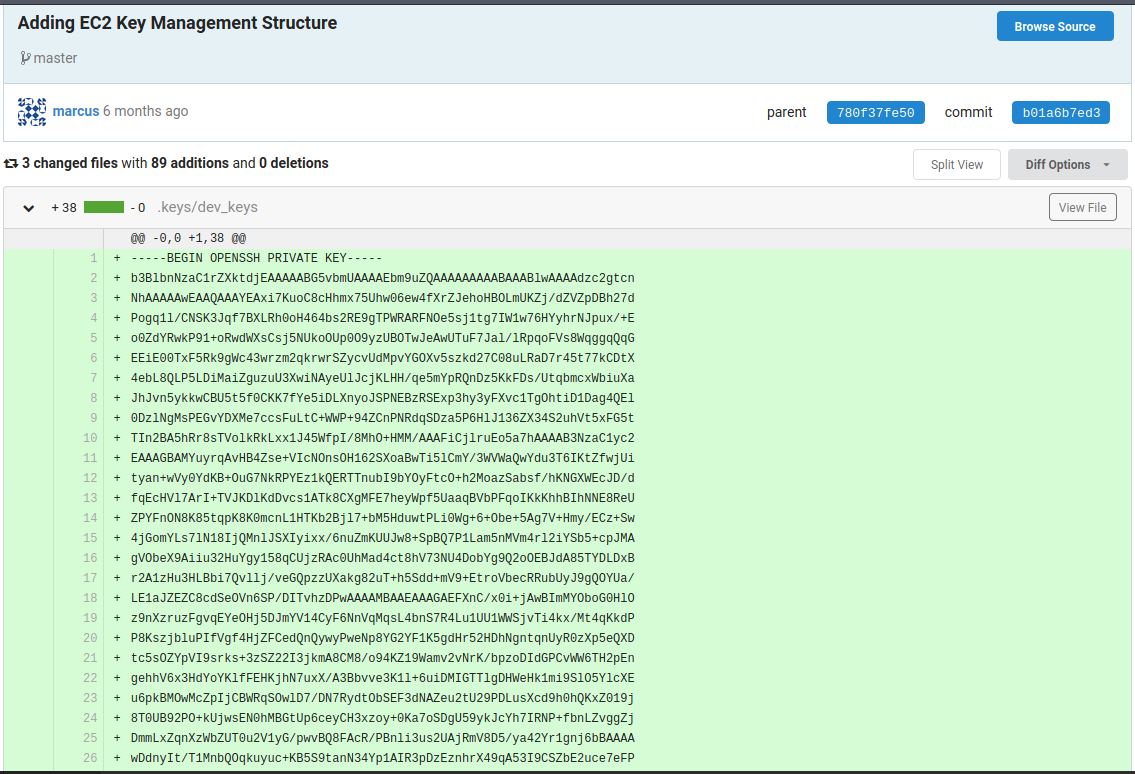 Adding EC2 Key Management Structure
Browse Source
master
marcus 6 months ago
parent 780f37fe50 commit b01a6b7ed3
3 changed files with 89 additions and 0 deletions
Split View
Diff Options
+ 38 - 0 .keys/dev_keys
View File
@@ -0,0 +1,38 @@
1 + -----BEGIN OPENSSH PRIVATE KEY-----
2 + b3BlbnNzaC1rZXktdjEAAAAABG5vbmUAAAAEbm9uZQAAAAAAAAABAAABlwAAAAdzc2gtcn
3 + NhAAAAAwEAAQAAAYEAxi7KuoC8cHhmx75Uhw06ew4fXrZJehoHBOLmUKZj/dZVZpDBh27d
4 + Pogq1l/CNSK3Jqf7BXLRh0oH464bs2RE9gTPWRARFNOe5sj1tg7IW1w76HYyhrNJpux/+E
5 + o0ZdYRwkP91+oRwdWXsCsj5NUkoOUp0O9yzUBOTwJeAwUTuF7Jal/lRpqoFVs8WqggqQqG
6 + EEiE00TxF5Rk9gWc43wrzm2qkrwrSZycvUdMpvYGOXv5szkd27C08uLRaD7r45t77kCDtX
7 + 4ebL8QLP5LDiMaiZguzuU3XwiNAyeUlJcjKLHH/qe5mYpRQnDz5KkFDs/UtqbmcxWbiuXa
8 + JhJvn5ykkwCBU5t5f0CKK7fYe5iDLXnyoJSPNEBzRSExp3hy3yFXvc1TgOhtiD1Dag4QEl
9 + 0DzlNgMsPEGvYDXMe7ccsFuLtC+WWP+94ZCnPNRdqSDza5P6HlJ136ZX34S2uhVt5xFG5t
10 + TIn2BA5hRr8sTVolkRkLxx1J45WfpI/8MhO+HMM/AAAFiCjlruEo5a7hAAAAB3NzaC1yc2
11 + EAAAGBAMYuyrqAvHB4Zse+VIcNOnsOH162SXoaBwTi5lCmY/3WVWaQwYdu3T6IKtZfwjUi
12 + tyan+wVy0YdKB+OuG7NkRPYEz1kQERTTnubI9bYOyFtcO+h2MoazSabsf/hKNGXWEcJD/d
13 + fqEcHVl7ArI+TVJKDlKdDvcs1ATk8CXgMFE7heyWpf5UaaqBVbPFqoIKkKhhBIhNNE8ReU
14 + ZPYFnON8K85tqpK8K0mcnL1HTKb2Bjl7+bM5HduwtPLi0Wg+6+Obe+5Ag7V+Hmy/ECz+Sw
15 + 4jGomYLs7lN18IjQMnlJSXIyixx/6nuZmKUUJw8+SpBQ7P1Lam5nMVm4rl2iYSb5+cpJMA
16 + gVObeX9Aiiu32HuYgy158qCUjzRAc0UhMad4ct8hV73NU4DobYg9Q2oOEBJdA85TYDLDxB
17 + r2A1zHu3HLBbi7Qvllj/veGQpzzUXakg82uT+h5Sdd+mV9+EtroVbecRRubUyJ9gQOYUa/
18 + LE1aJZEZC8cdSeOVn6SP/DITvhzDPwAAAAMBAAEAAAGAEFXnC/x0i+jAwBImMYOboG0HlO
19 + z9nXzruzFgvqEYeOHj5DJmYV14CyF6NnVqMqsL4bnS7R4Lu1UU1WWSjvTi4kx/Mt4qKkdP
20 + P8KszjbluPIfVgf4HjZFCedQnQywyPweNp8YG2YF1K5gdHr52HDhNgntqnUyR0zXp5eQXD
21 + tc5sOZYpVI9srks+3zSZ22I3jkmA8CM8/o94KZ19Wamv2vNrK/bpzoDIdGPCvWW6TH2pEn
22 + gehhV6x3HdYoYKlfFEHKjhN7uxX/A3Bbvve3K1l+6uiDMIGTTlgDHWeHk1mi9SlO5YlcXE
23 + u6pkBMOwMcZpIjCBWRqSOwlD7/DN7RydtObSEF3dNAZeu2tU29PDLusXcd9h0hQKxZ019j
24 + 8T0UB92PO+kUjwsEN0hMBGtUp6ceyCH3xzoy+0Ka7oSDgU59ykJcYh7IRNP+fbnLZvggZj
25 + DmmLxZqnXzWbZUT0u2V1yG/pwvBQ8FAcR/PBnli3us2UAjRmV8D5/ya42Yr1gnj6bBAAAA
26 + wDdnyIt/T1MnbQOqkuyuc+KB5S9tanN34Yp1AIR3pDzEznhrX49qA53I9CSZbE2uce7eFP